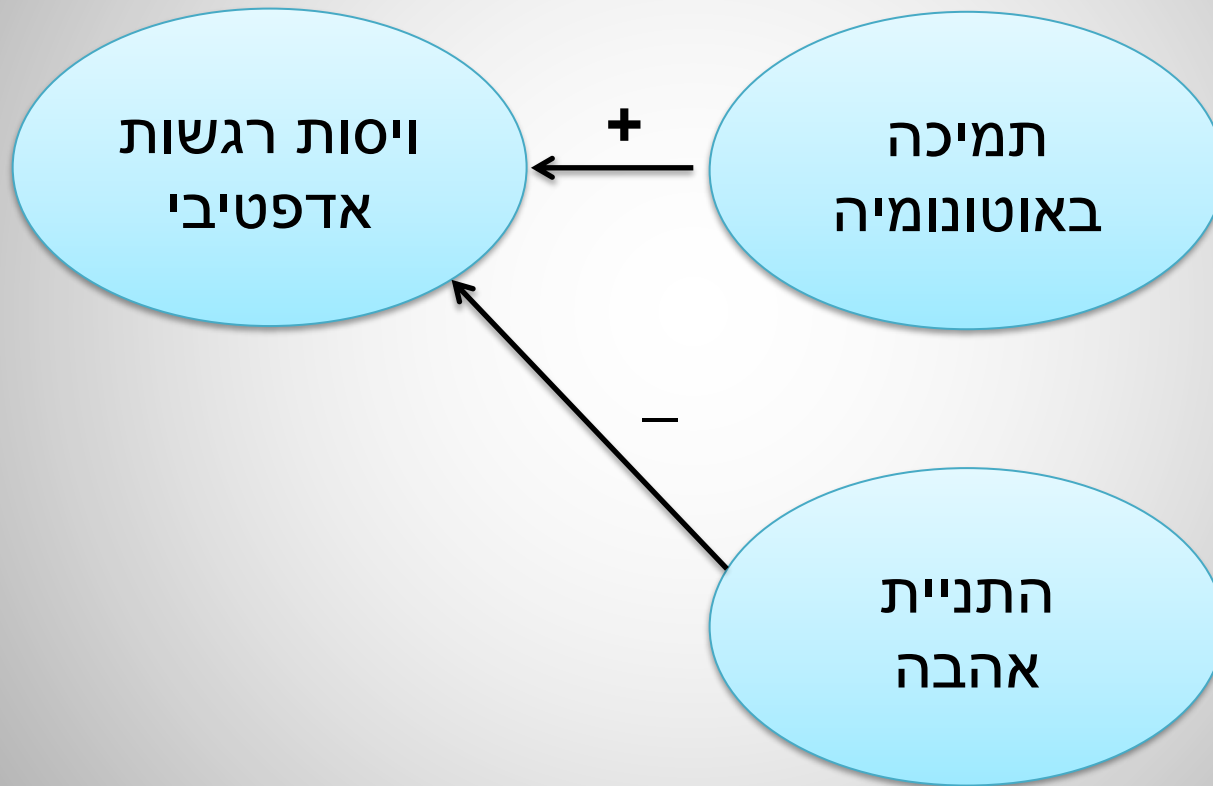 תמיכה
באוטונומיה
+
ויסות רגשות
אדפטיבי
–
התניית
אהבה